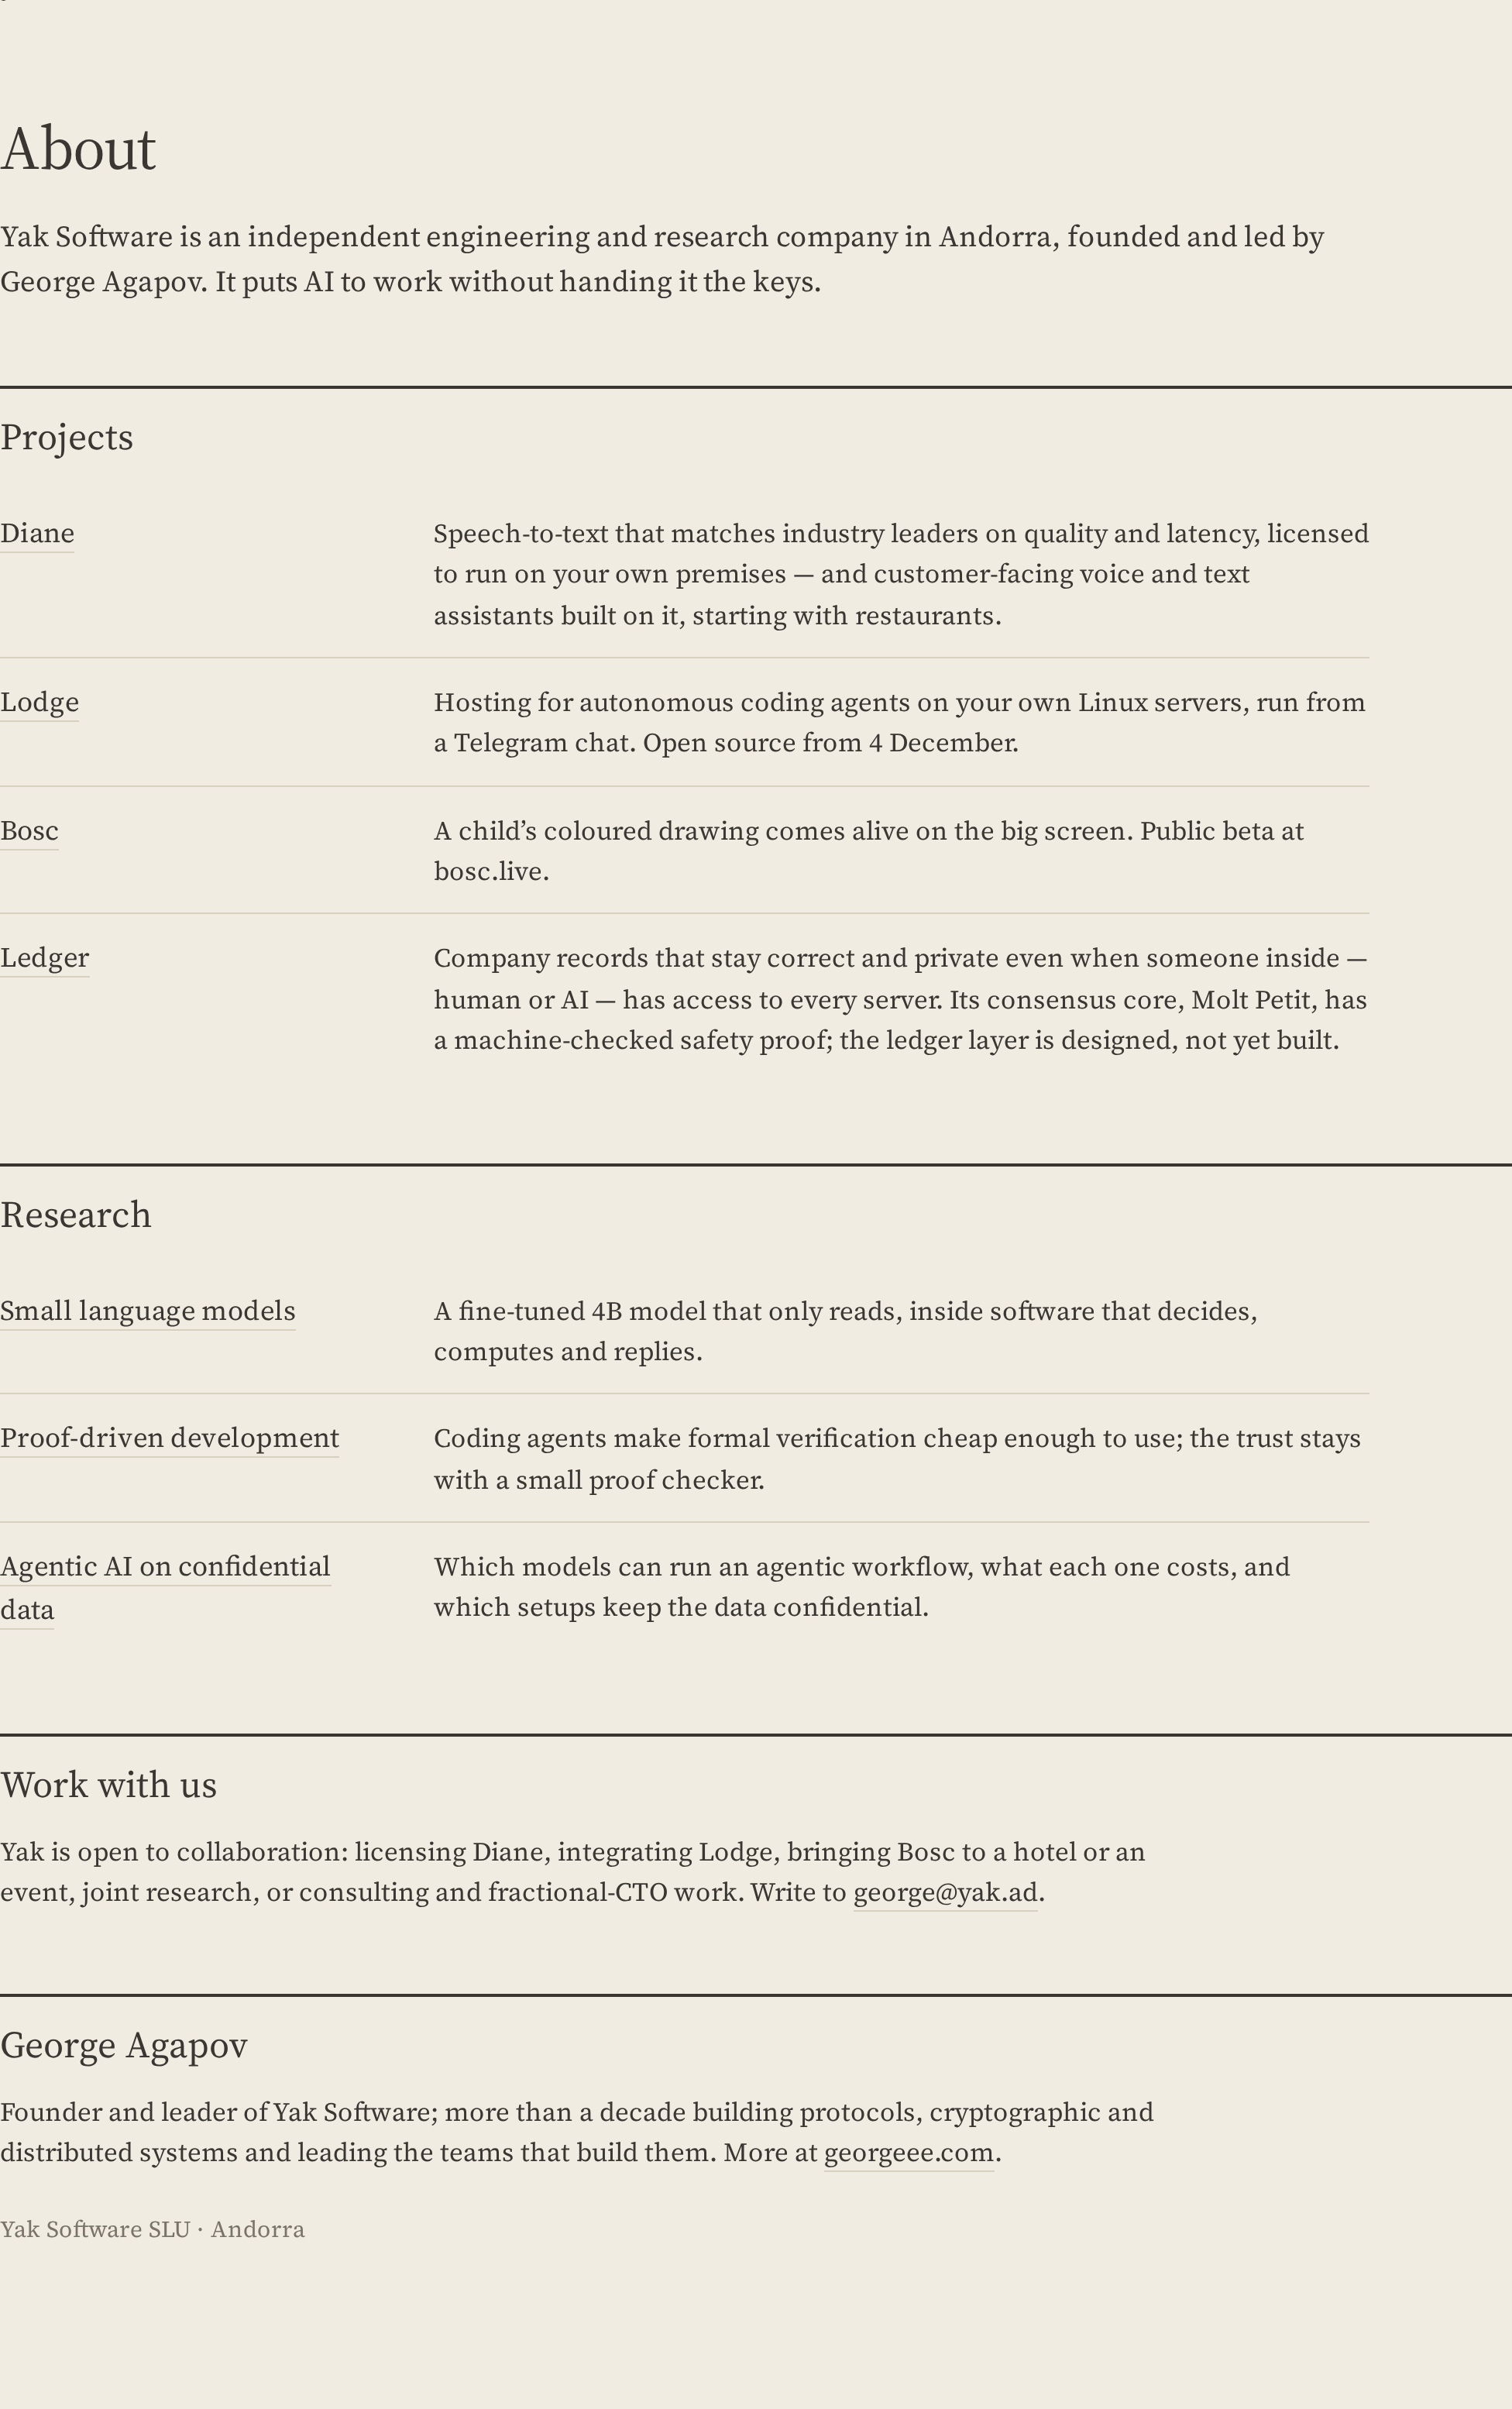 About
Yak Software is an independent engineering and research company in Andorra, founded and led by
George Agapov. It puts AI to work without handing it the keys.
Projects
Diane
Speech-to-text that matches industry leaders on quality and latency, licensed
to run on your own premises — and customer-facing voice and text
assistants built on it, starting with restaurants.
Lodge
Hosting for autonomous coding agents on your own Linux servers, run from
a Telegram chat. Open source from 4 December.
Bosc
A child’s coloured drawing comes alive on the big screen. Public beta at
bosc.live.
Ledger
Company records that stay correct and private even when someone inside —
human or AI — has access to every server. Its consensus core, Molt Petit, has
a machine-checked safety proof; the ledger layer is designed, not yet built.
Research
Small language models
A fine-tuned 4B model that only reads, inside software that decides,
computes and replies.
Proof-driven development
Coding agents make formal verification cheap enough to use; the trust stays
with a small proof checker.
Agentic AI on confidential
data
Which models can run an agentic workflow, what each one costs, and
which setups keep the data confidential.
Work with us
Yak is open to collaboration: licensing Diane, integrating Lodge, bringing Bosc to a hotel or an
event, joint research, or consulting and fractional-CTO work. Write to george@yak.ad.
George Agapov
Founder and leader of Yak Software; more than a decade building protocols, cryptographic and
distributed systems and leading the teams that build them. More at georgeee.com.
Yak Software SLU · Andorra